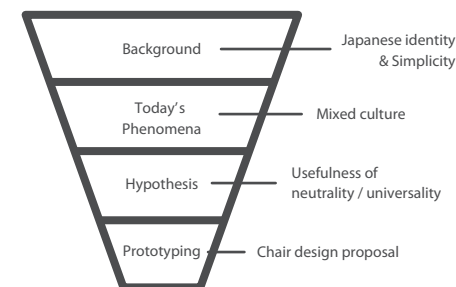 Background
Japanese identity
& Simplicity
Today's
Phenomena
Mixed culture
Hypothesis
Usefulness of
neutrality / universality
Prototyping
Chair design proposal